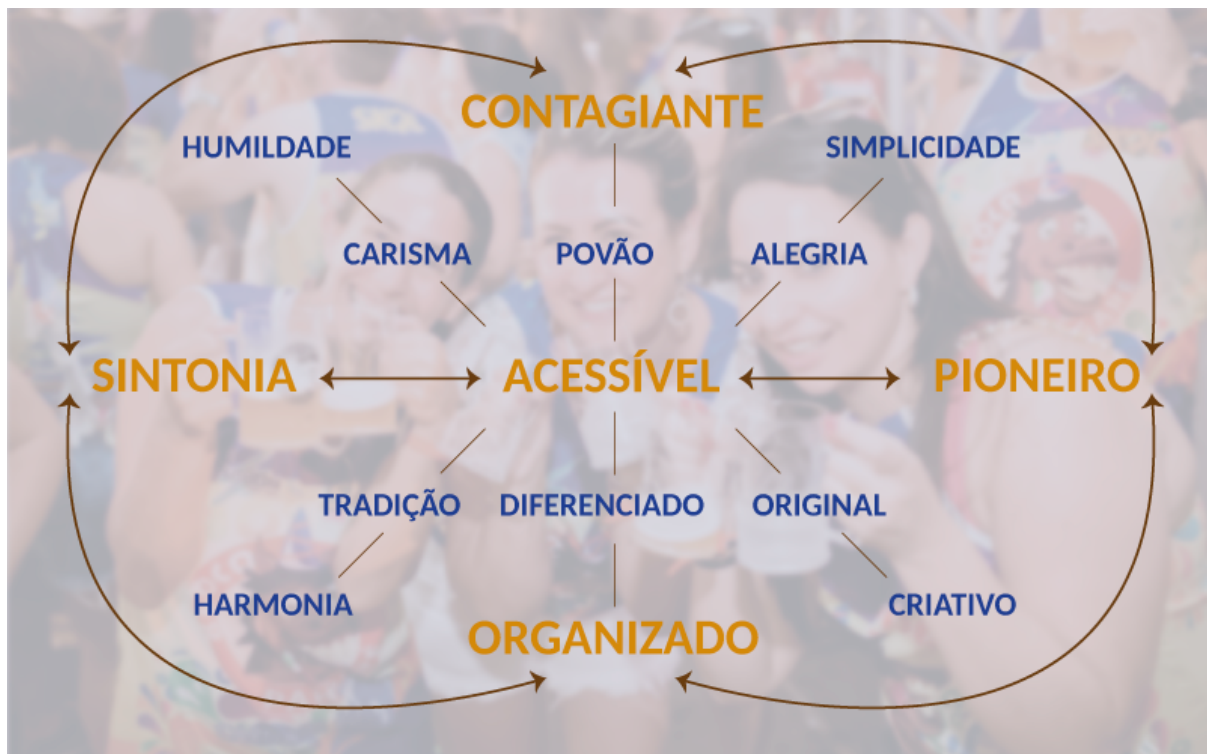 CONTAGIANTE
HUMILDADE
SIMPLICIDADE
CARISMA
POVÃO
ALEGRIA
SINTONIA
ACESSÍVEL
PIONEIRO
TRADIÇÃO
DIFERENCIADO
ORIGINAL
HARMONIA
CRIATIVO
ORGANIZADO